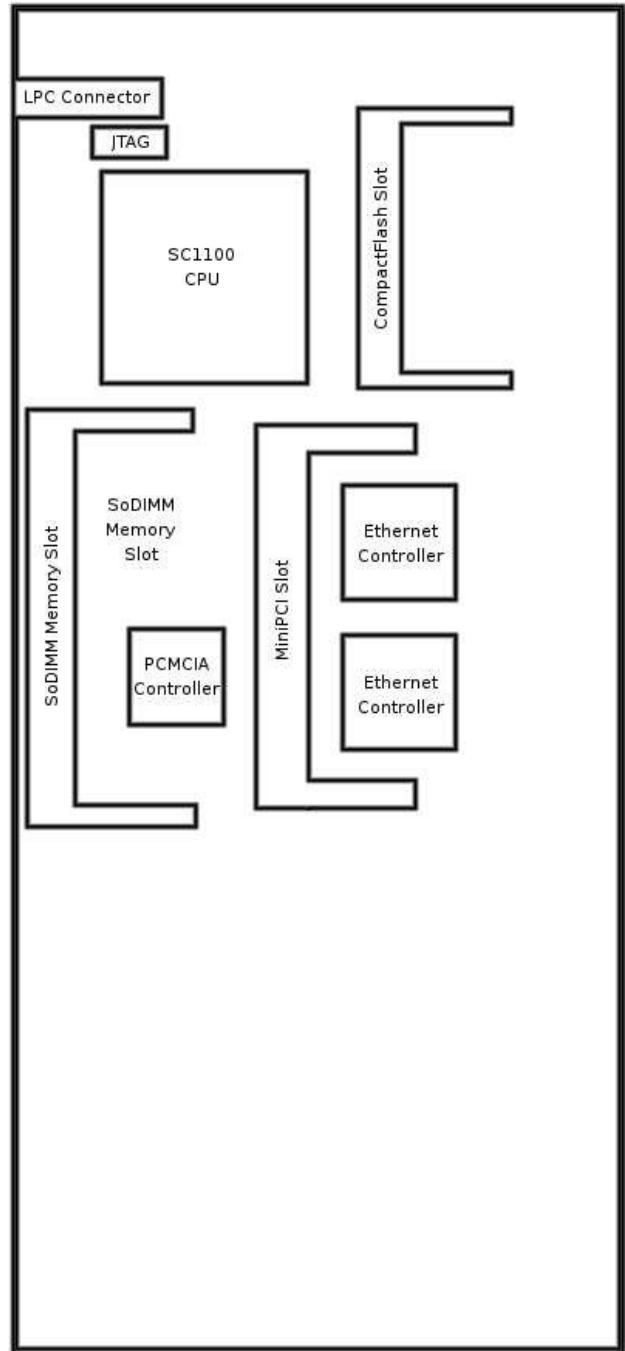 LPC Connector
JTAG
SC1100
CPU
CompactFlash Slot
SoDIMM Memory Slot
SoDIMM
Memory
Slot
PCMCIA
Controller
MiniPCI Slot
Ethernet
Controller
Ethernet
Controller